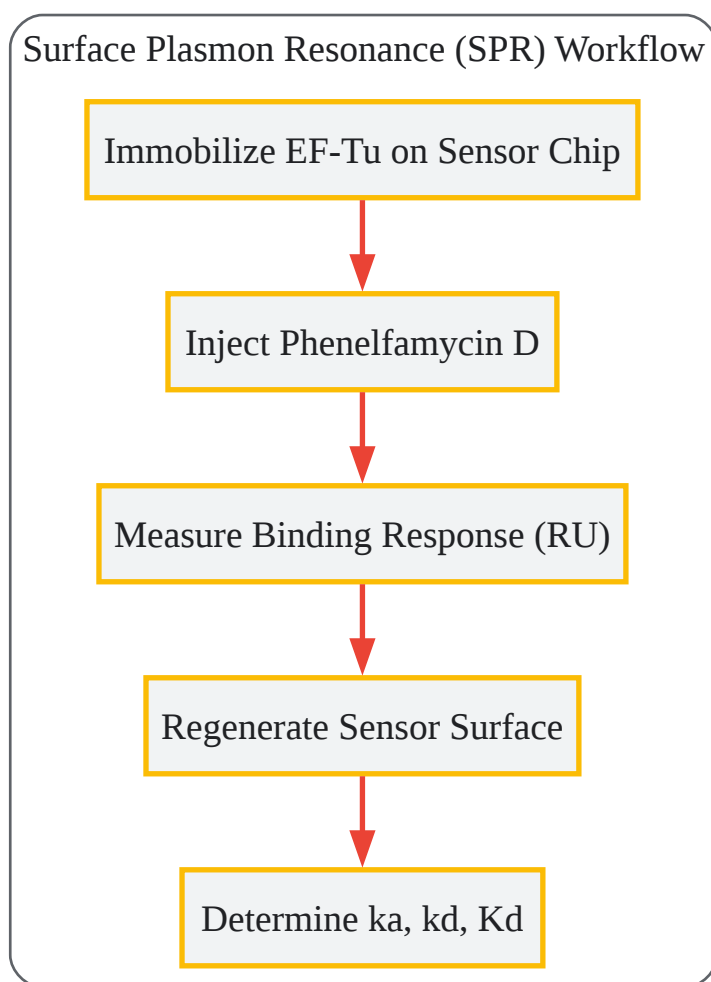 Surface Plasmon Resonance (SPR) Workflow
Immobilize EF-Tu on Sensor Chip
Inject Phenelfamycin D
Measure Binding Response (RU)
Regenerate Sensor Surface
Determine ka, kd, Kd